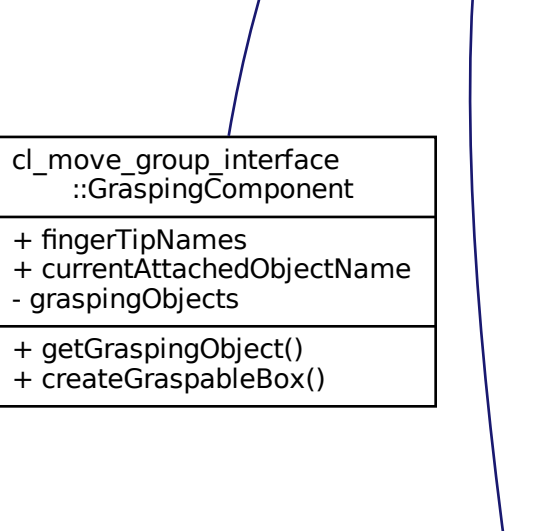 cl_move_group_interface
::GraspingComponent
+ fingerTipNames
+ currentAttachedObjectName
- graspingObjects
+ getGraspingObject()
+ createGraspableBox()